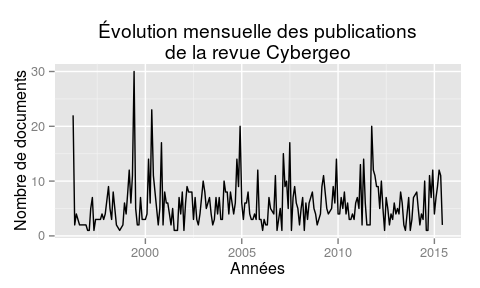 Évolution mensuelle des publications
de la revue Cybergeo
Nombre de documents
30
20
10
0
2000
2005
2010
2015
Années